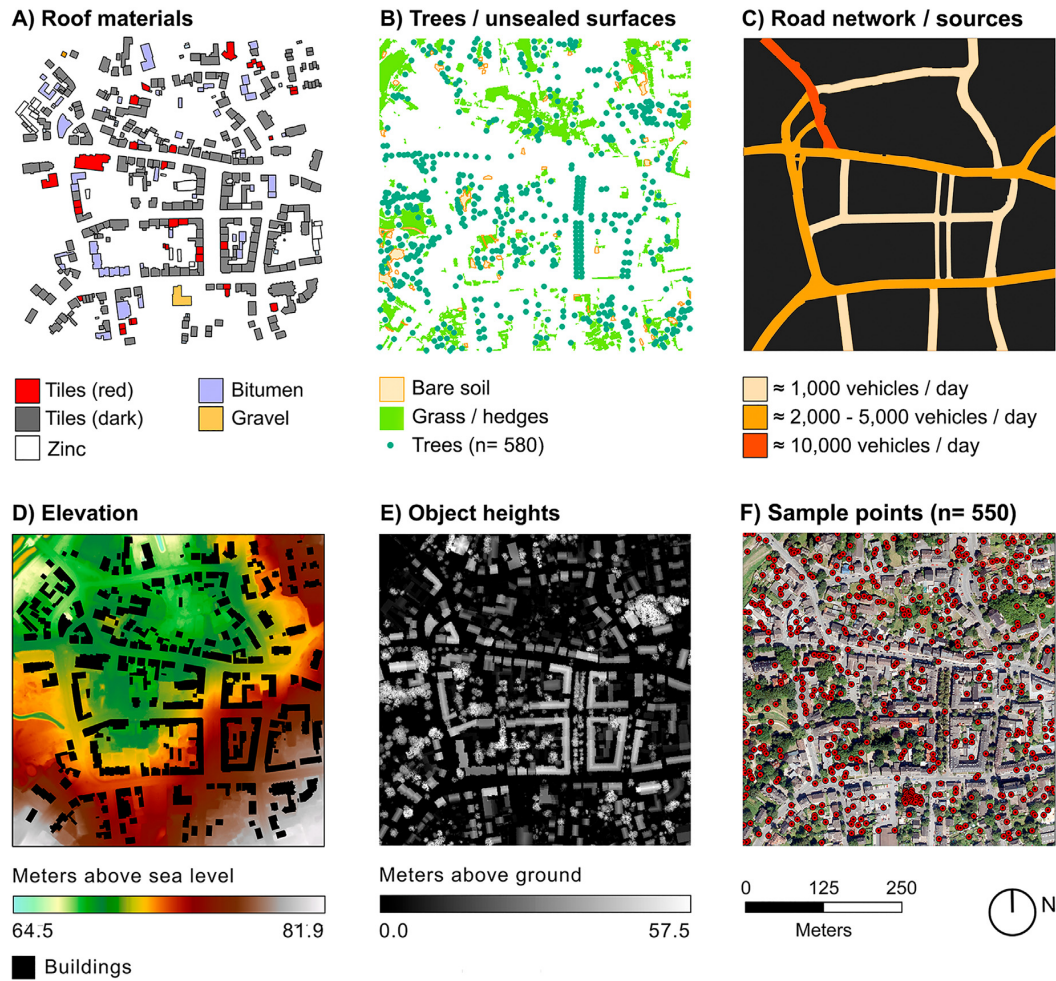 A) Roof materials
B) Trees / unsealed surfaces
C) Road network / sources
Tiles (red)
Bitumen
Tiles (dark)
Gravel
Zinc
Bare soil
Grass / hedges
Trees (n= 580)
≈ 1,000 vehicles / day
≈ 2,000 - 5,000 vehicles / day
≈ 10,000 vehicles / day
D) Elevation
E) Object heights
F) Sample points (n= 550)
Meters above sea level
64.5 81.9
Buildings
Meters above ground
0.0 57.5
0 125 250
Meters
N